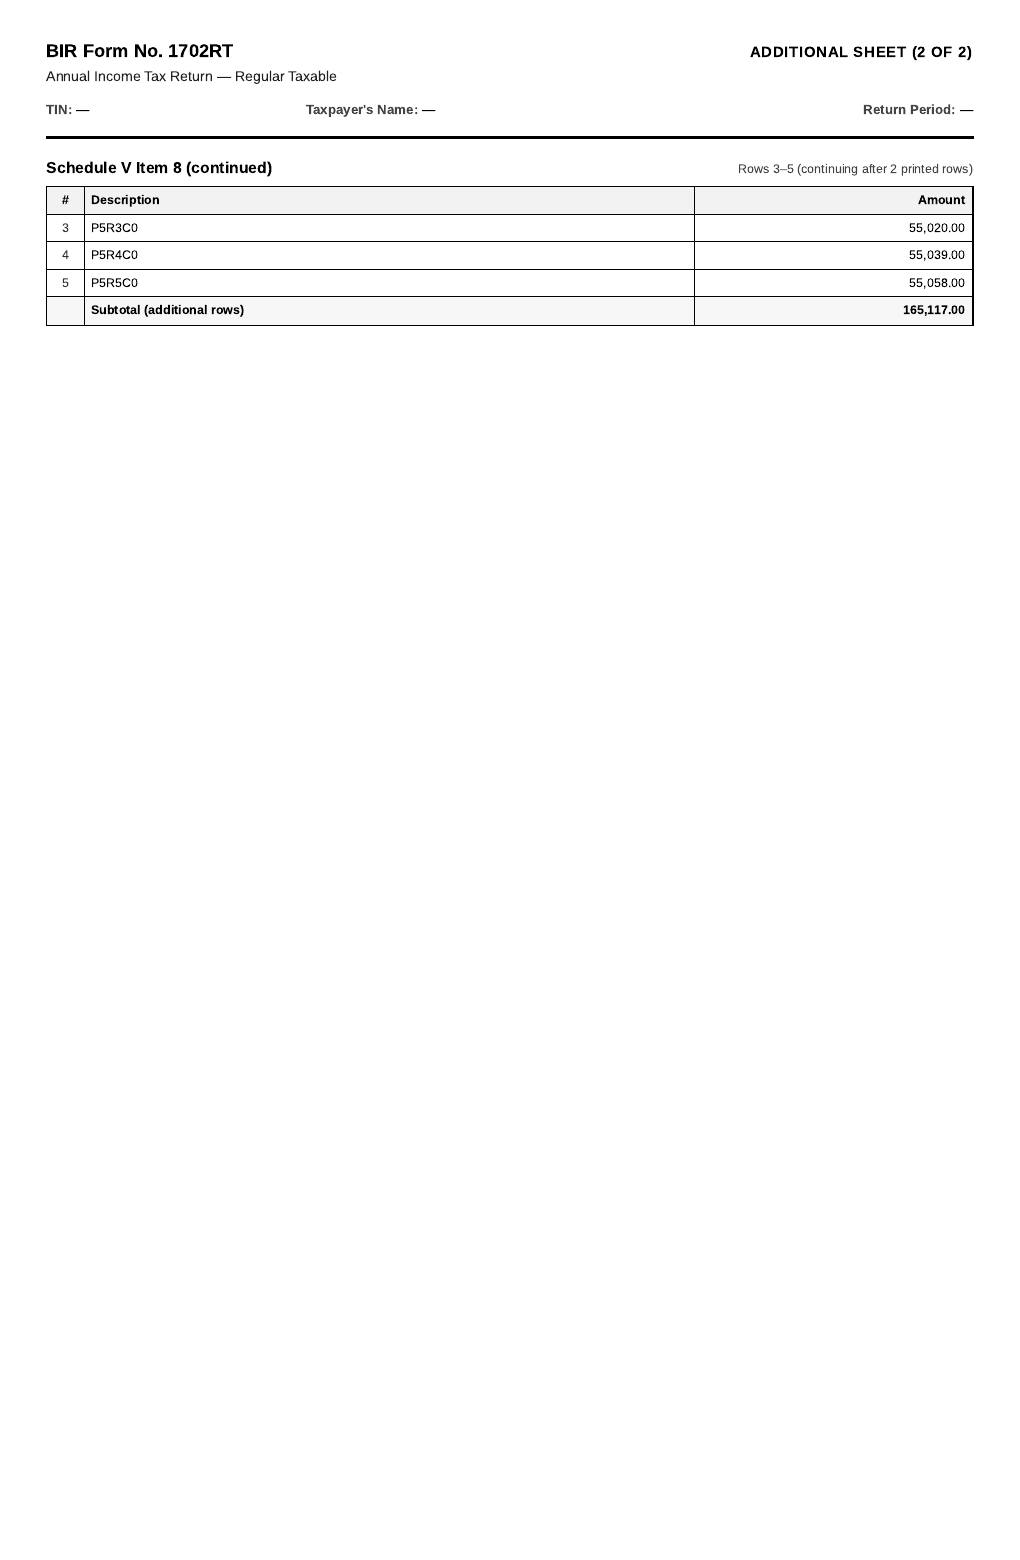 BIR Form No. 1702RT
ADDITIONAL SHEET (2 OF 2)
Annual Income Tax Return — Regular Taxable
TIN: — Taxpayer's Name: — Return Period: —
Schedule V Item 8 (continued)
Rows 3–5 (continuing after 2 printed rows)
# Description Amount
3 P5R3C0 55,020.00
4 P5R4C0 55,039.00
5 P5R5C0 55,058.00
Subtotal (additional rows) 165,117.00